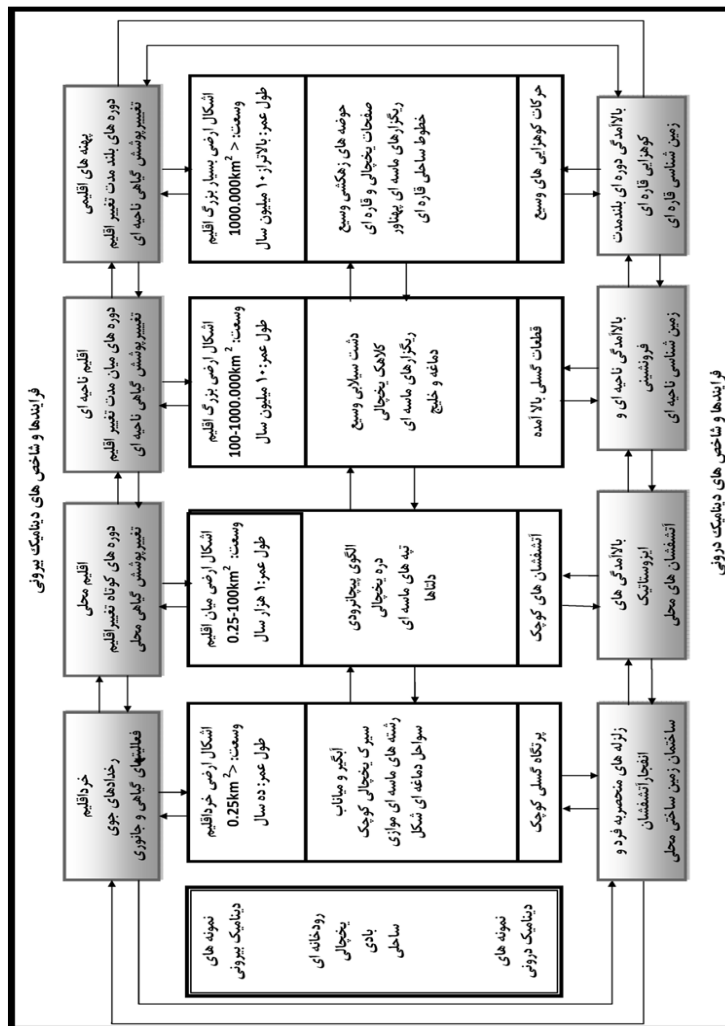 فرایندها و شاخص های دینامیک بیرونی
پهنه های اقلیمی
دوره های بلند مدت تغییر اقلیم
تغییرپوشش گیاهی ناحیه ای
اقلیم ناحیه ای
دوره های میان مدت تغییر اقلیم
تغییرپوشش گیاهی ناحیه ای
اقلیم محلی
دوره های کوتاه تغییراقلیم
تغییرپوشش گیاهی محلی
خرداقلیم
رخدادهای جوی
فعالیتهای گیاهی و جانوری
اشکال ارضی بسیار بزرگ اقلیم
وسعت: > 1000.000km²
طول عمر: بالاتراز ۱۰ میلیون سال
اشکال ارضی بزرگ اقلیم
وسعت: 100-1000.000km²
طول عمر: ۱۰ میلیون سال
اشکال ارضی میان اقلیم
وسعت: 0.25-100km²
طول عمر: ۱ هزار سال
اشکال ارضی خرداقلیم
وسعت: < 0.25km²
طول عمر: ده سال
نمونه های
دینامیک بیرونی
حوضه های زهکشی وسیع
صفحات یخچالی و قاره ای
ریگزارهای ماسه ای پهناور
خطوط ساحلی قاره ای
دشت سیلابی وسیع
کلاهک یخچالی
ریگزارهای ماسه ای
دماغه و خلیج
الگوی پیچانرودی
دره یخچالی
تپه های ماسه ای
دلتاها
آبگیر و میاناب
سیرک یخچالی کوچک
رشته های ماسه ای موازی
سواحل دماغه ای شکل
رودخانه ای
یخچالی
بادی
ساحلی
حرکات کوهزایی های وسیع
قطعات گسلی بالا آمده
آتشفشان های کوچک
پرتگاه گسلی کوچک
نمونه های
دینامیک درونی
بالاآمدگی دوره ای بلندمدت
کوهزایی قاره ای
زمین شناسی قاره ای
بالاآمدگی ناحیه ای و
فرونشینی
زمین شناسی ناحیه ای
بالاآمدگی های
ایزوستاتیک
آتشفشان های محلی
زلزله های منحصربه فرد و
انفجارآتشفشان
ساختمان زمین ساختی محلی
فرایندها و شاخص های دینامیک درونی